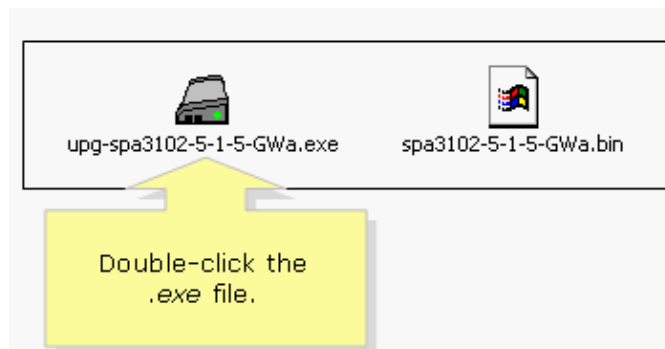 upg-spa3102-5-1-5-GWa.exe
spa3102-5-1-5-GWa.bin
Double-click the
.exe file.